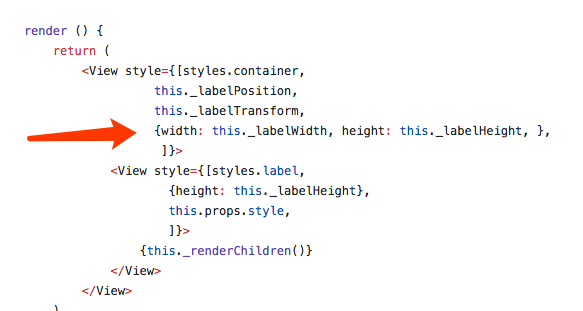 render () {
return (
<View style={[styles.container,
this._labelPosition,
this._labelTransform,
{width: this._labelWidth, height: this._labelHeight, },
]}>
<View style={[styles.label,
{height: this._labelHeight},
this.props.style,
]}>
{this._renderChildren()}
</View>
</View>
)